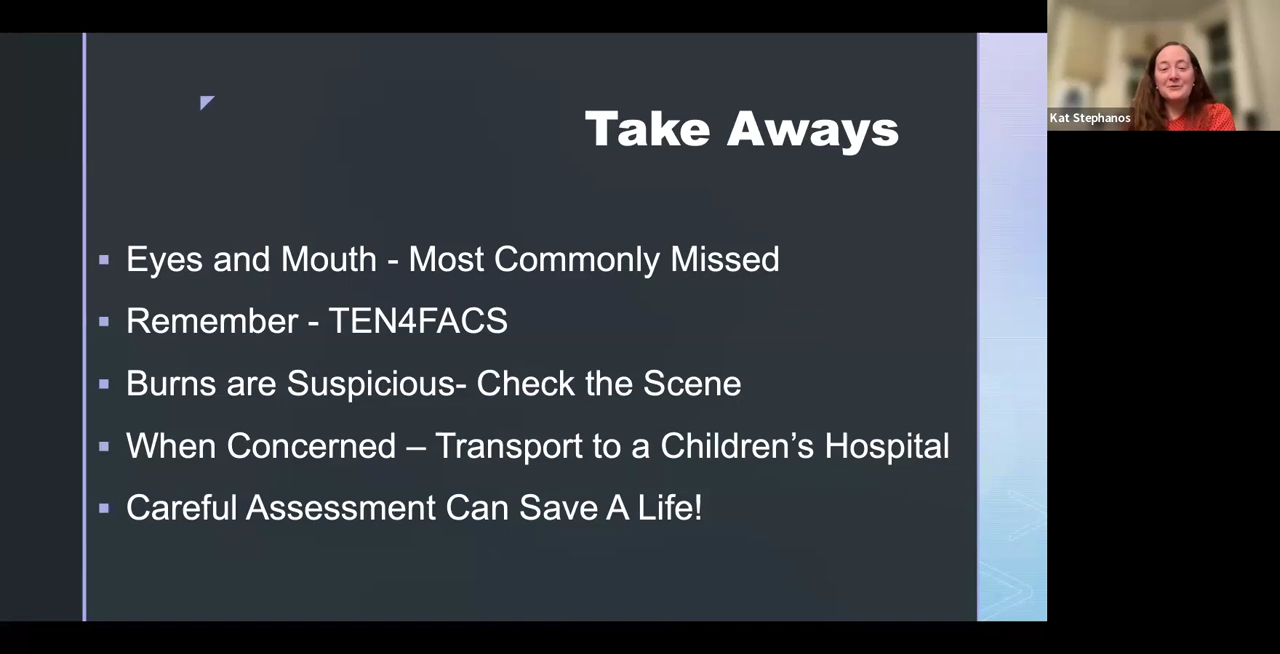 Take Aways
Eyes and Mouth - Most Commonly Missed
Remember - TEN4FACS
Burns are Suspicious- Check the Scene
When Concerned – Transport to a Children’s Hospital
Careful Assessment Can Save A Life!
Kat Stephanos